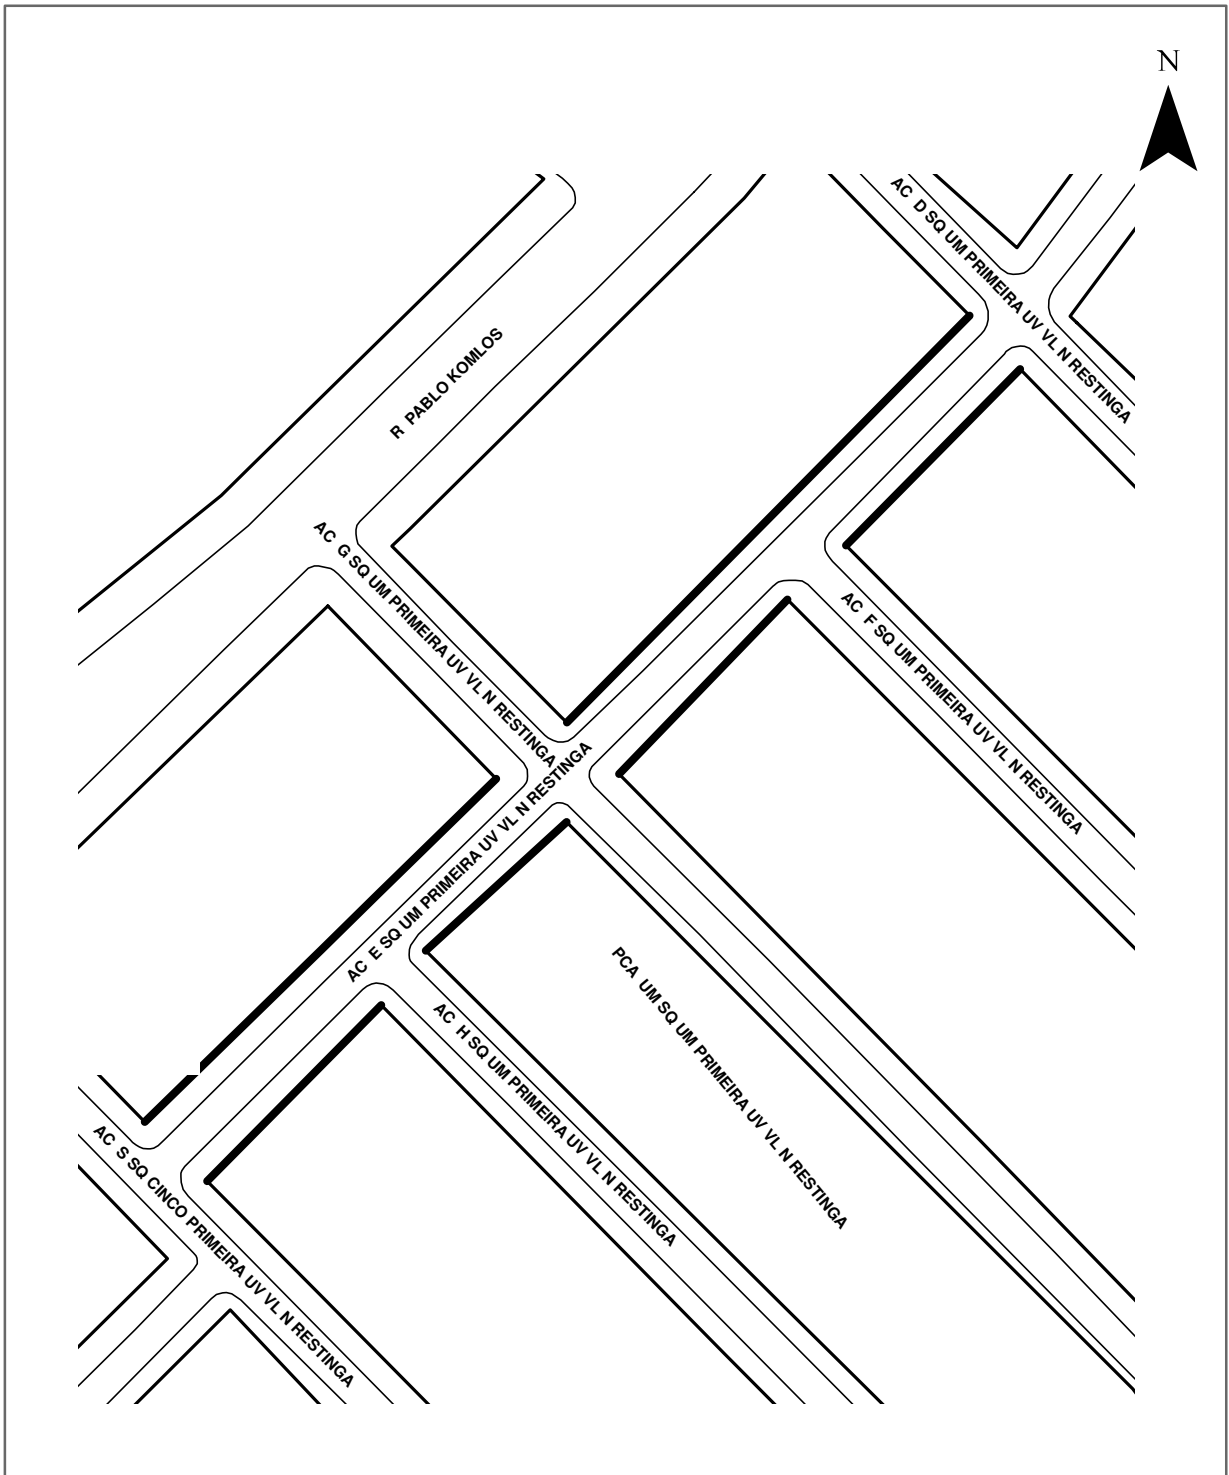 N
AC D SQ UM PRIMEIRA UV VL N RESTINGA
R PABLO KOMLOS
AC G SQ UM PRIMEIRA UV VL N RESTINGA
AC F SQ UM PRIMEIRA UV VL N RESTINGA
AC E SQ UM PRIMEIRA UV VL N RESTINGA
PCA UM SQ UM PRIMEIRA UV VL N RESTINGA
AC H SQ UM PRIMEIRA UV VL N RESTINGA
AC S SQ CINCO PRIMEIRA UV VL N RESTINGA